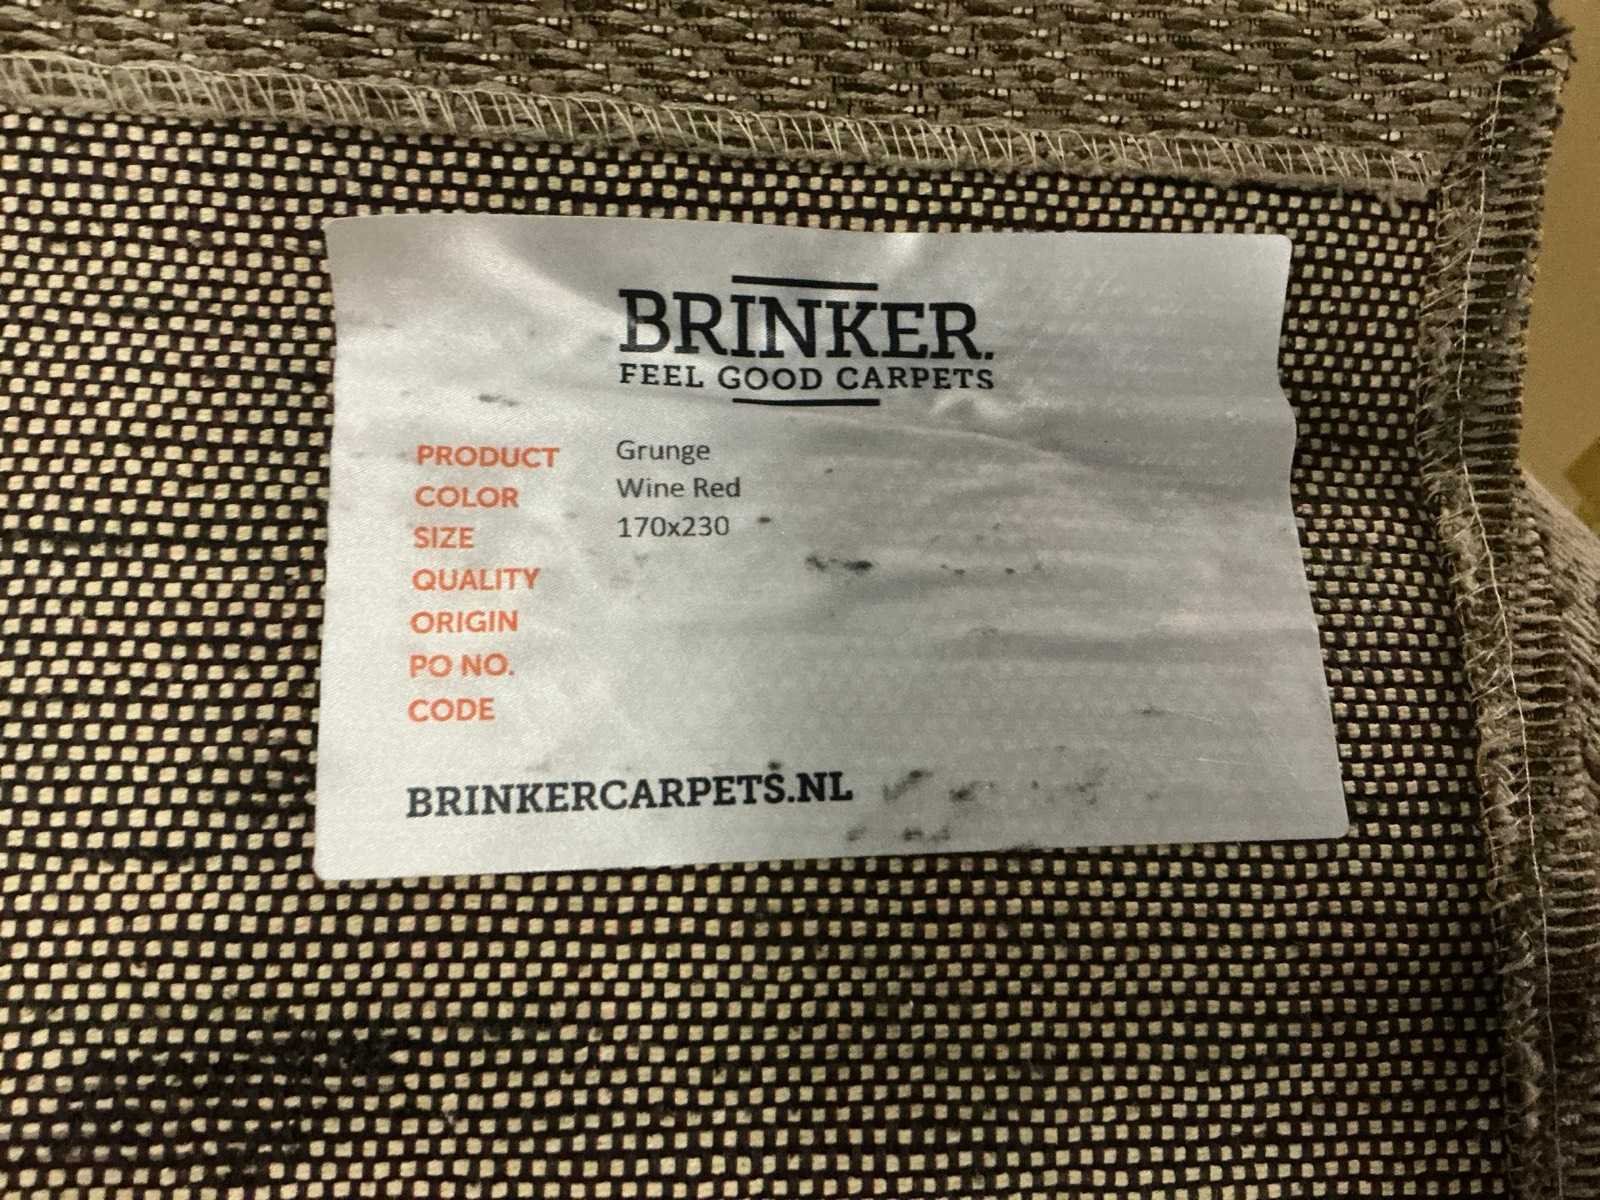 BRINKER.
FEEL GOOD CARPETS
PRODUCT Grunge
COLOR Wine Red
SIZE 170x230
QUALITY
ORIGIN
PO NO.
CODE
BRINKERCARPETS.NL